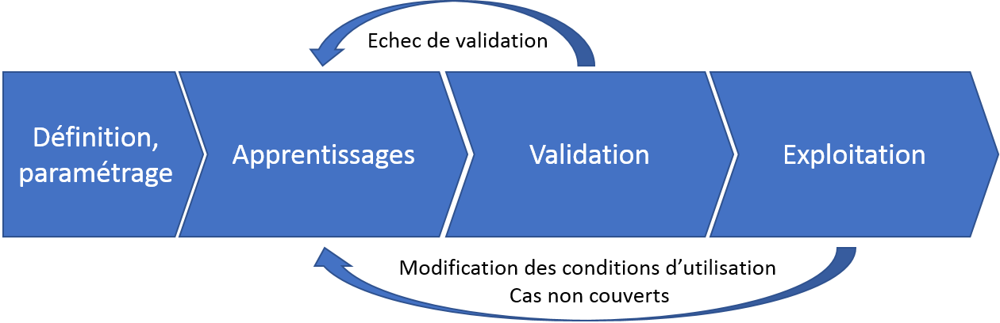 Echec de validation
Définition,
paramétrage
Apprentissages
Validation
Exploitation
Modification des conditions d’utilisation
Cas non couverts